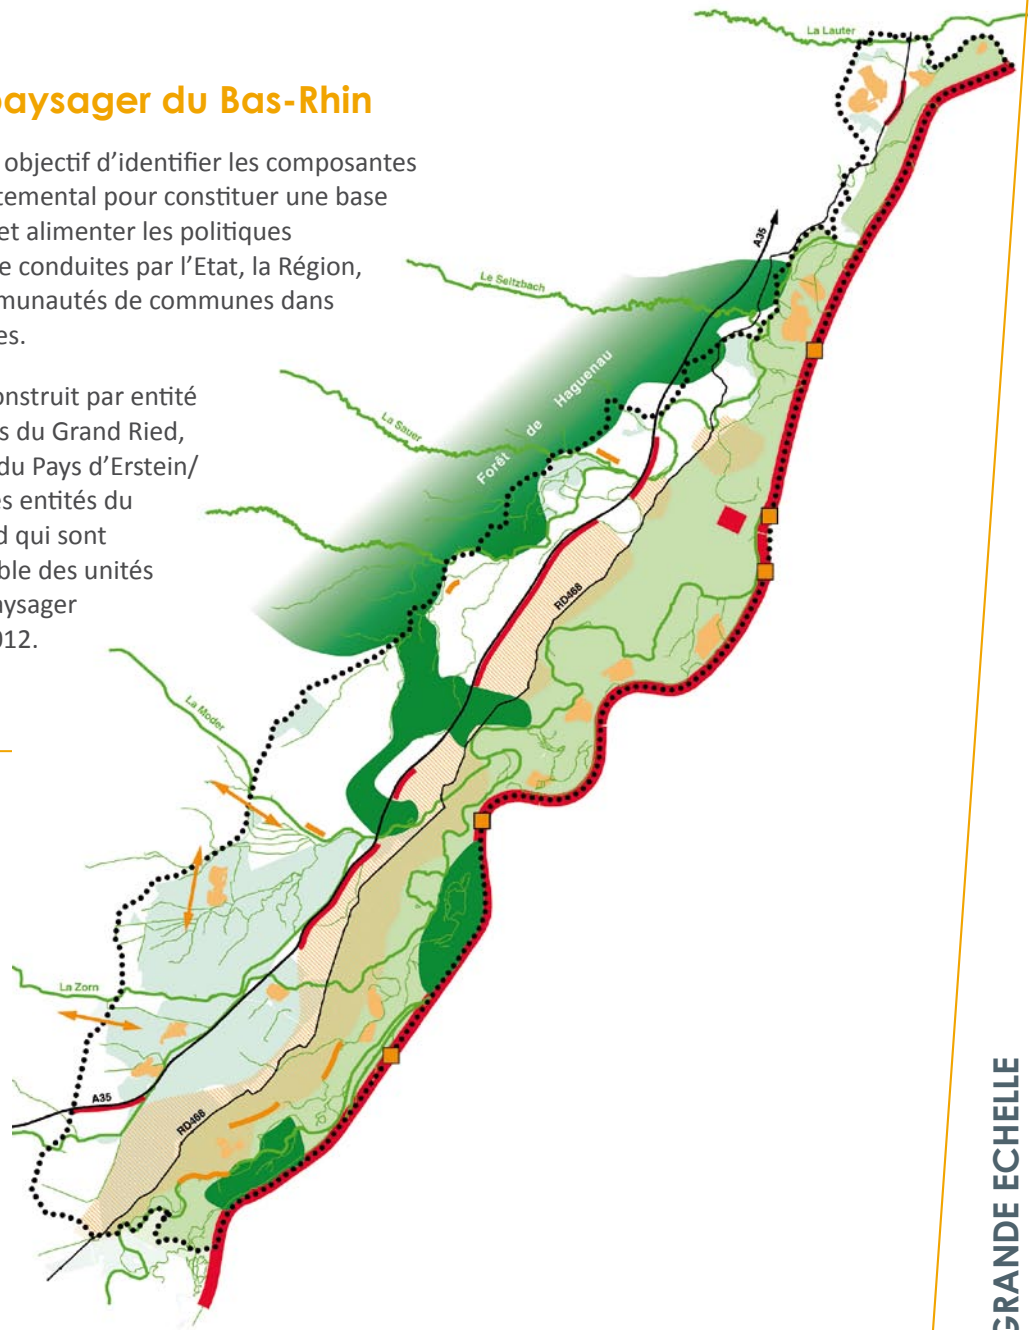 paysager du Bas-Rhin
objectif d’identifier les composantes
temental pour constituer une base
et alimenter les politiques
e conduites par l’Etat, la Région,
munautés de communes dans
es.
onstruit par entité
s du Grand Ried,
du Pays d’Erstein/
es entités du
d qui sont
ble des unités
aysager
012.
La Lauter
A35
Le Seltzbach
Forêt de Haguenau
La Sauer
RD468
La Moder
La Zorn
A35
RD468
GRANDE ECHELLE